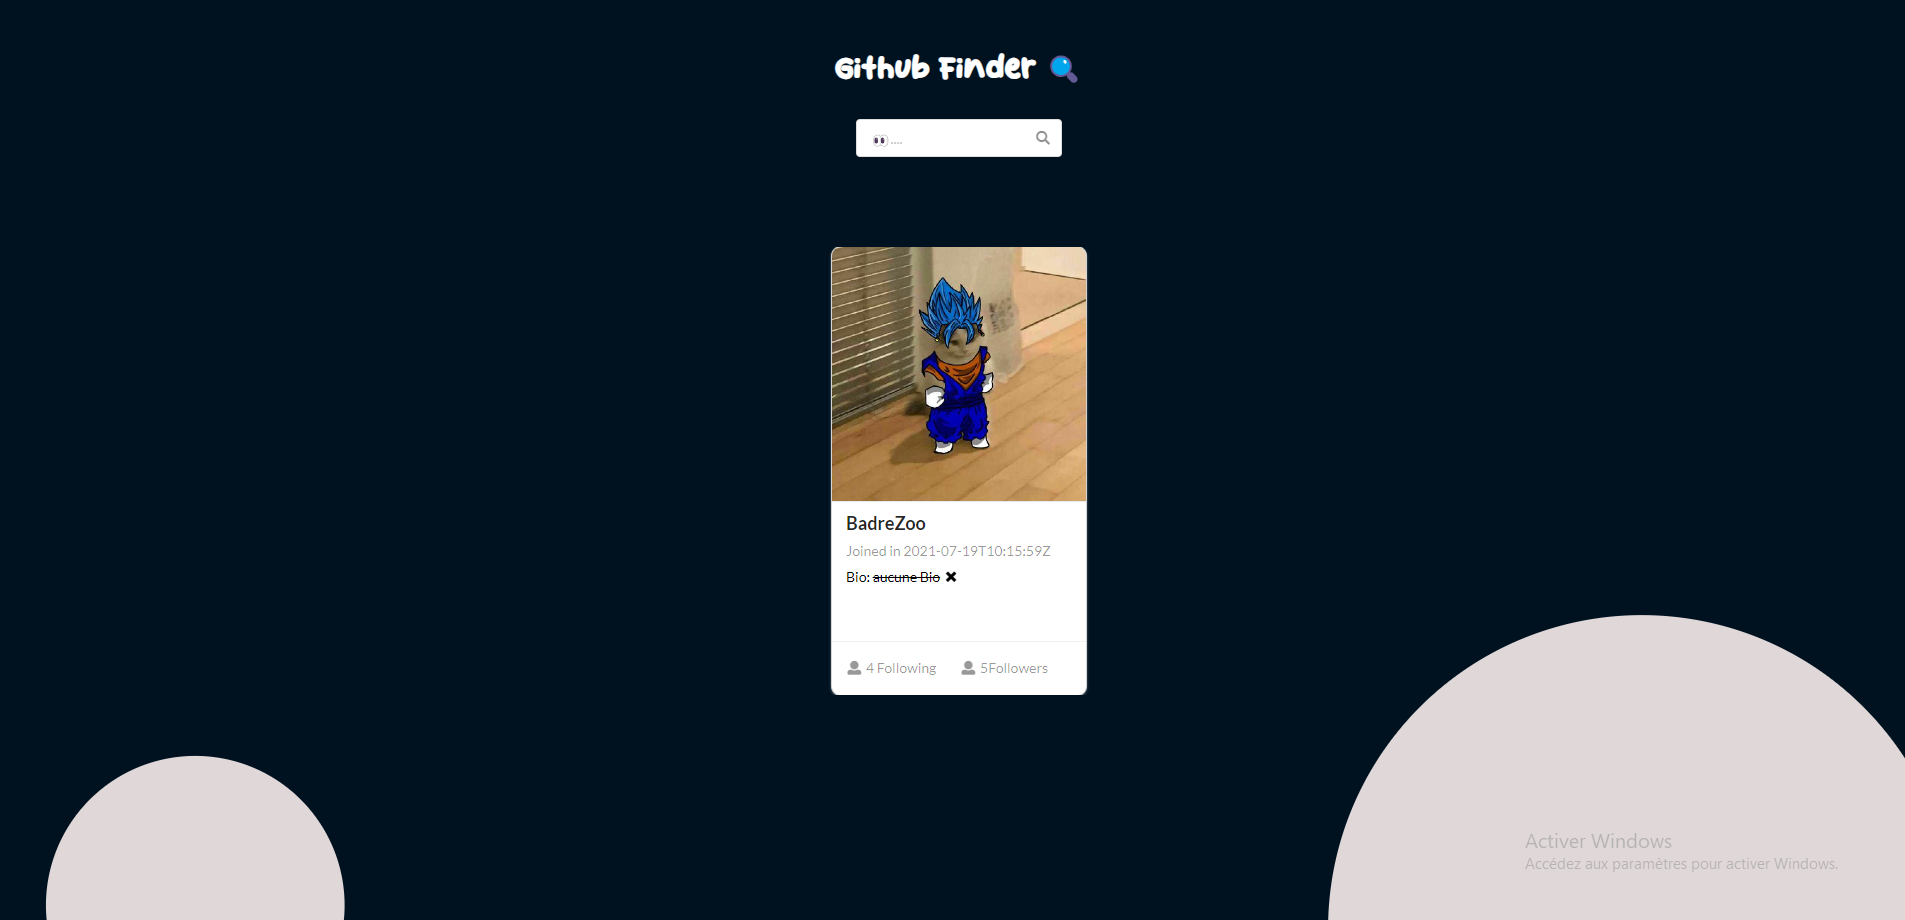 Github Finder
👀....
BadreZoo
Joined in 2021-07-19T10:15:59Z
Bio: aucune Bio ✖
4 Following 5Followers
Activer Windows
Accédez aux paramètres pour activer Windows.